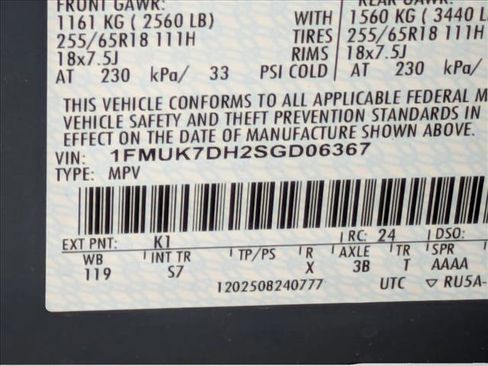 FRONT GAWR: REAR GAWR:
1161 KG ( 2560 LB) WITH 1560 KG ( 3440 LB
255/65R18 111H TIRES 255/65R18 111H
18x7.5J RIMS 18x7.5J
AT 230 kPa/ 33 PSI COLD AT 230 kPa/
THIS VEHICLE CONFORMS TO ALL APPLICABLE FEDERAL M
VEHICLE SAFETY AND THEFT PREVENTION STANDARDS IN
EFFECT ON THE DATE OF MANUFACTURE SHOWN ABOVE.
VIN: 1FMUK7DH2SGD06367
TYPE: MPV
EXT PNT: K1 RC: 24 DSO:
WB INT TR TP/PS R AXLE TR SPR
119 S7 X 3B T AAAA
1202508240777 UTC ▽ RU5A-